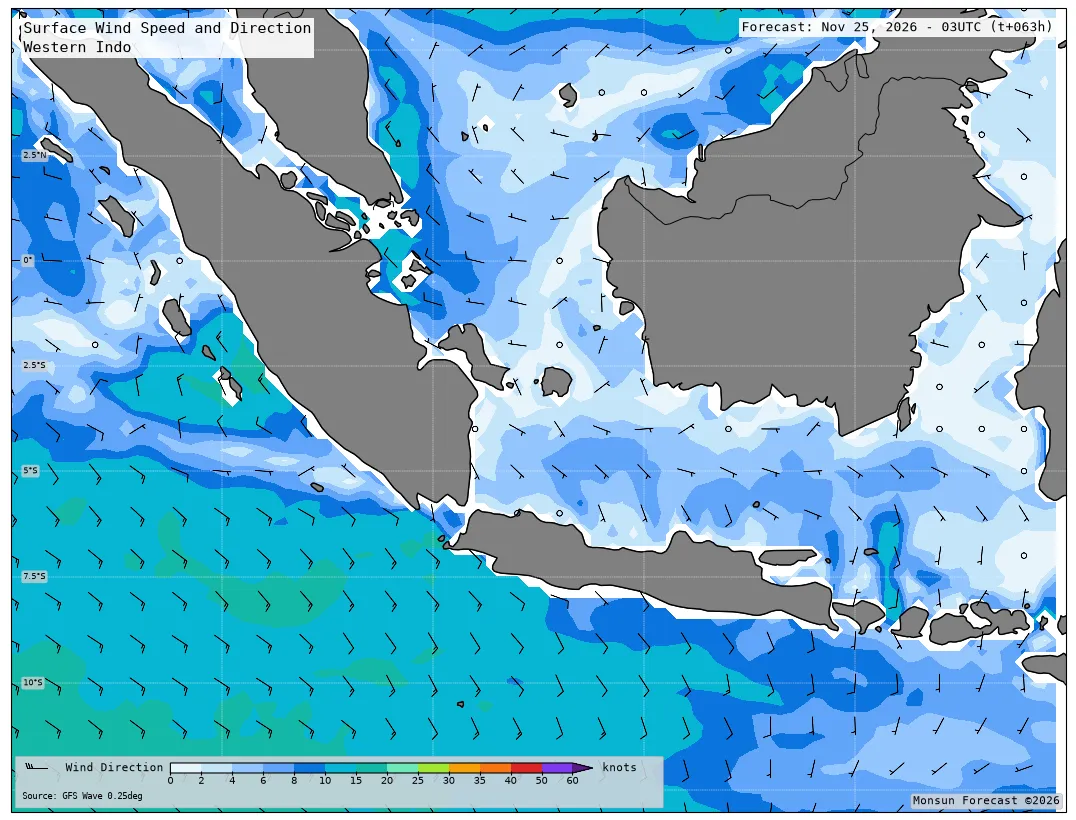 Surface Wind Speed and Direction
Western Indo
Forecast: Nov 25, 2026 - 03UTC (t+063h)
2.5°N
0°
2.5°S
5°S
7.5°S
10°S
Wind Direction
0 2 4 6 8 10 15 20 25 30 35 40 50 60
knots
Source: GFS Wave 0.25deg
Monsun Forecast ©2026